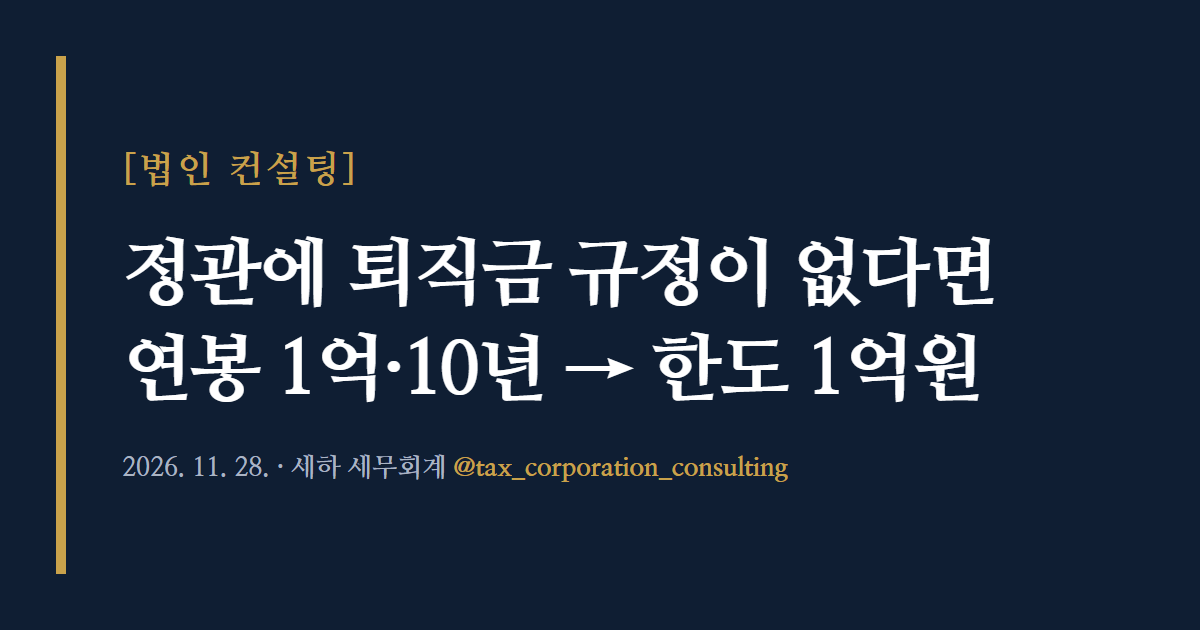 [법인 컨설팅]
정관에 퇴직금 규정이 없다면
연봉 1억·10년 → 한도 1억원
2026. 11. 28. · 세하 세무회계 @tax_corporation_consulting